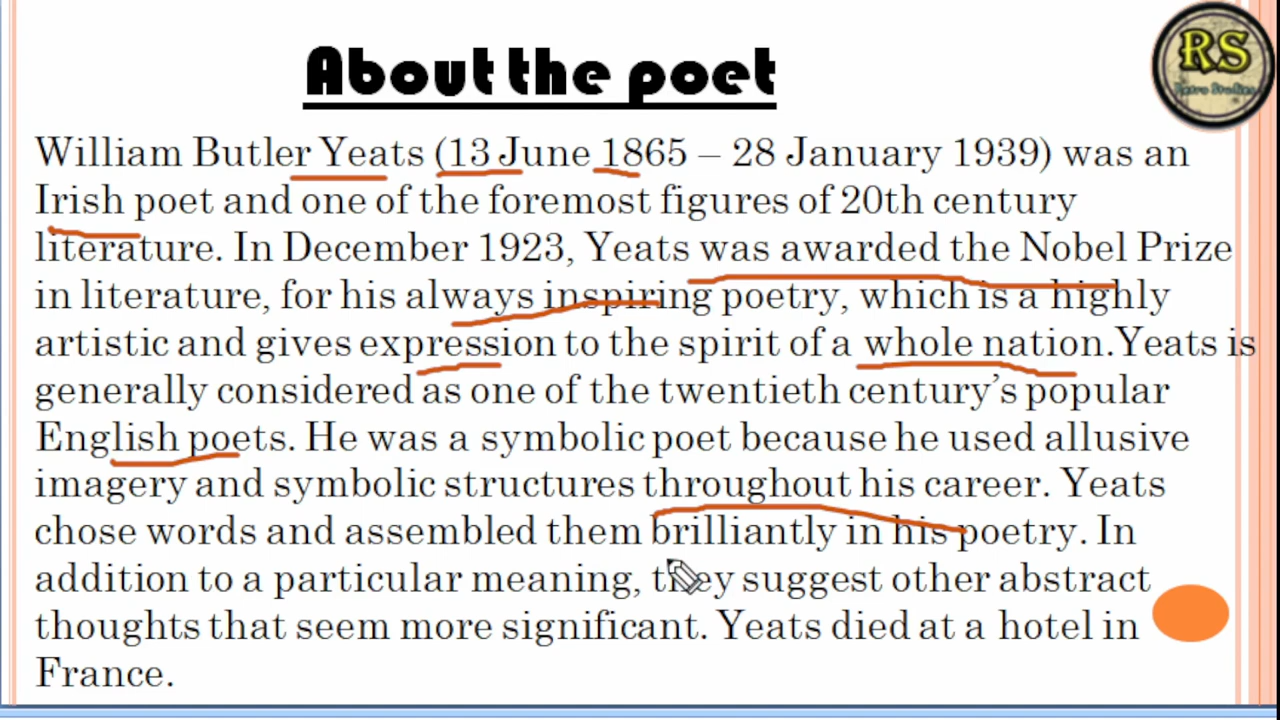 About the poet
RS
Retro Studies
William Butler Yeats (13 June 1865 – 28 January 1939) was an
Irish poet and one of the foremost figures of 20th century
literature. In December 1923, Yeats was awarded the Nobel Prize
in literature, for his always inspiring poetry, which is a highly
artistic and gives expression to the spirit of a whole nation.Yeats is
generally considered as one of the twentieth century’s popular
English poets. He was a symbolic poet because he used allusive
imagery and symbolic structures throughout his career. Yeats
chose words and assembled them brilliantly in his poetry. In
addition to a particular meaning, they suggest other abstract
thoughts that seem more significant. Yeats died at a hotel in
France.